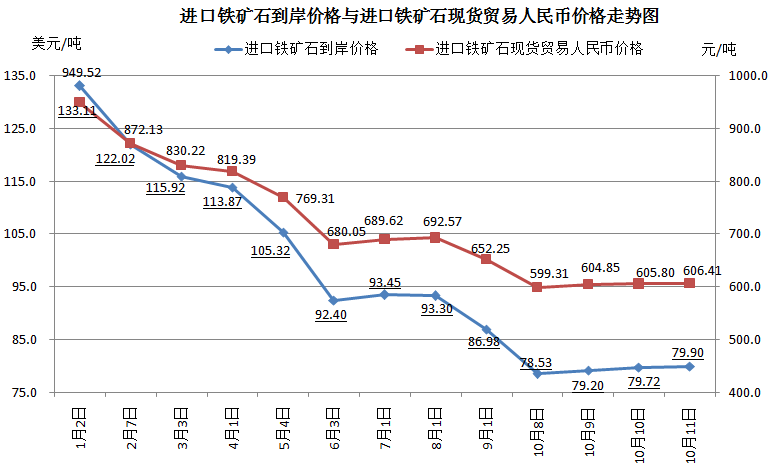 进口铁矿石到岸价格与进口铁矿石现货贸易人民币价格走势图
美元/吨
进口铁矿石到岸价格
进口铁矿石现货贸易人民币价格
元/吨
135.0
125.0
115.0
105.0
95.0
85.0
75.0
1000.0
900.0
800.0
700.0
600.0
500.0
400.0
949.52
872.13
830.22
819.39
769.31
680.05
689.62
692.57
652.25
599.31
604.85
605.80
606.41
133.11
122.02
115.92
113.87
105.32
92.40
93.45
93.30
86.98
78.53
79.20
79.72
79.90
1月2日
2月7日
3月3日
4月1日
5月4日
6月3日
7月1日
8月1日
9月1日
10月8日
10月9日
10月10日
10月11日